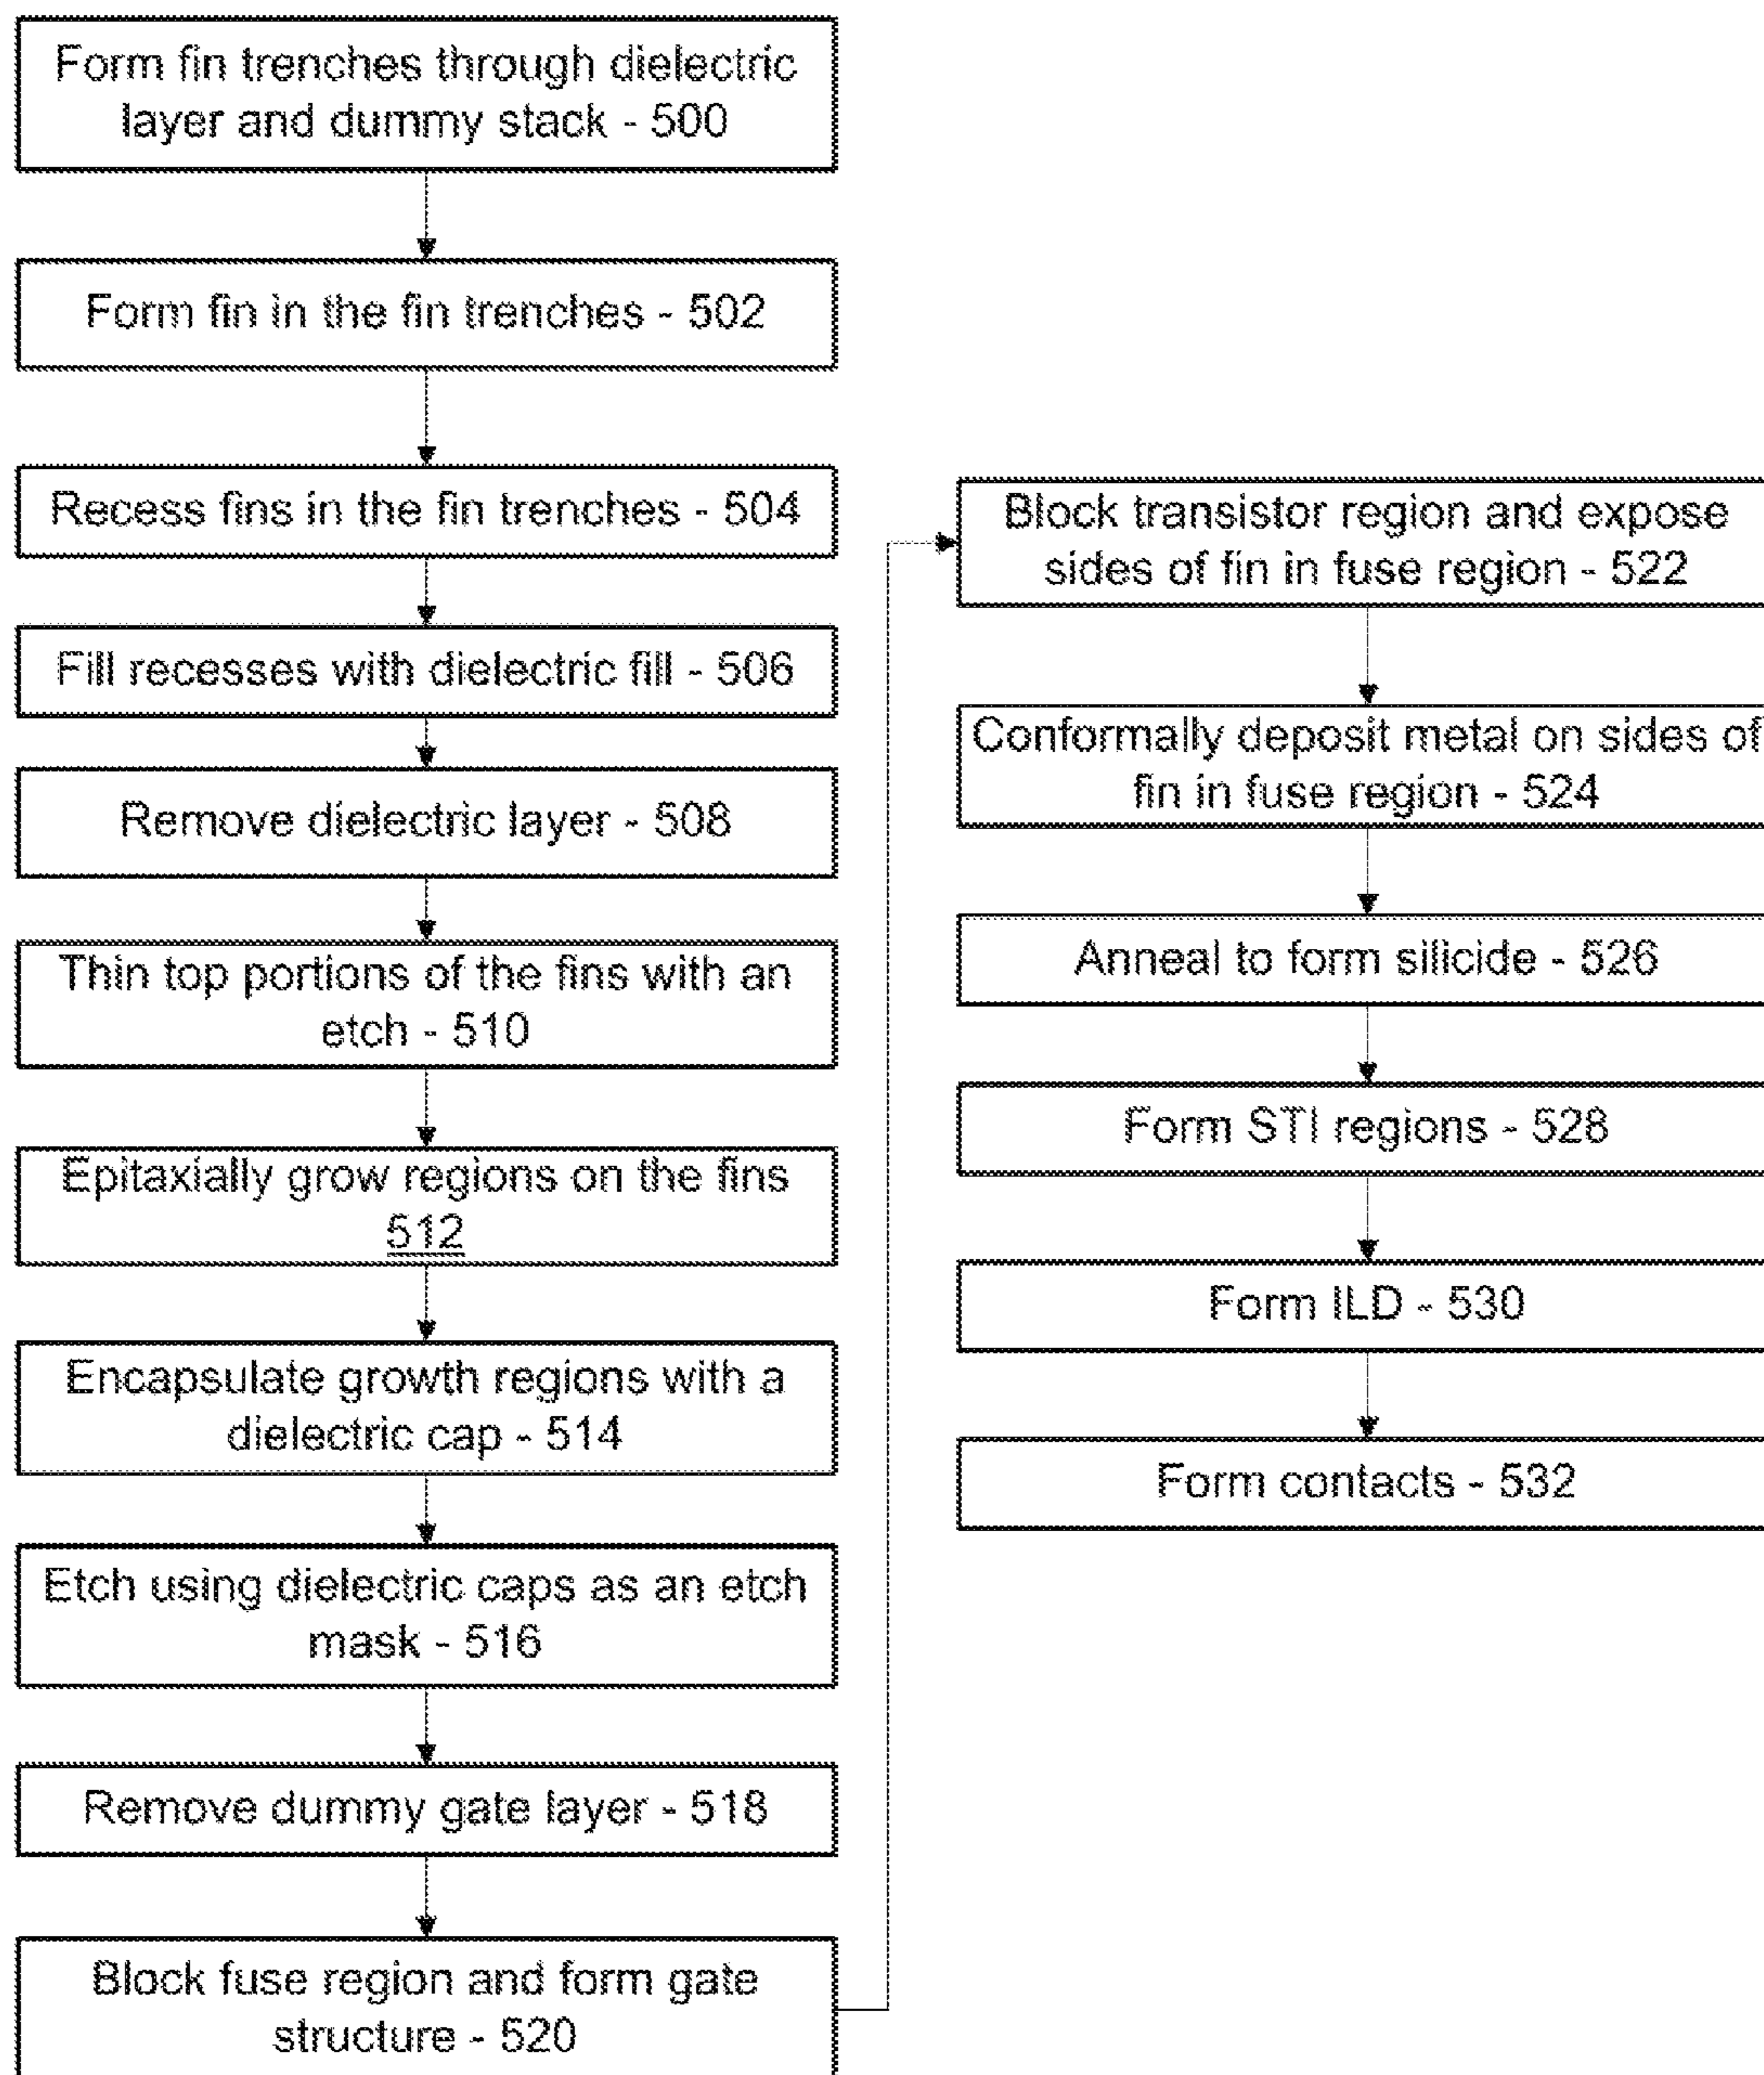 Form fin trenches through dielectric
layer and dummy stack - 500
Form fin in the fin trenches - 502
Recess fins in the fin trenches - 504
Fill recesses with dielectric fill - 506
Remove dielectric layer - 508
Thin top portions of the fins with an
etch - 510
Epitaxially grow regions on the fins
512
Encapsulate growth regions with a
dielectric cap - 514
Etch using dielectric caps as an etch
mask - 516
Remove dummy gate layer - 518
Block fuse region and form gate
structure - 520
Block transistor region and expose
sides of fin in fuse region - 522
Conformally deposit metal on sides of
fin in fuse region - 524
Anneal to form silicide - 526
Form STI regions - 528
Form ILD - 530
Form contacts - 532